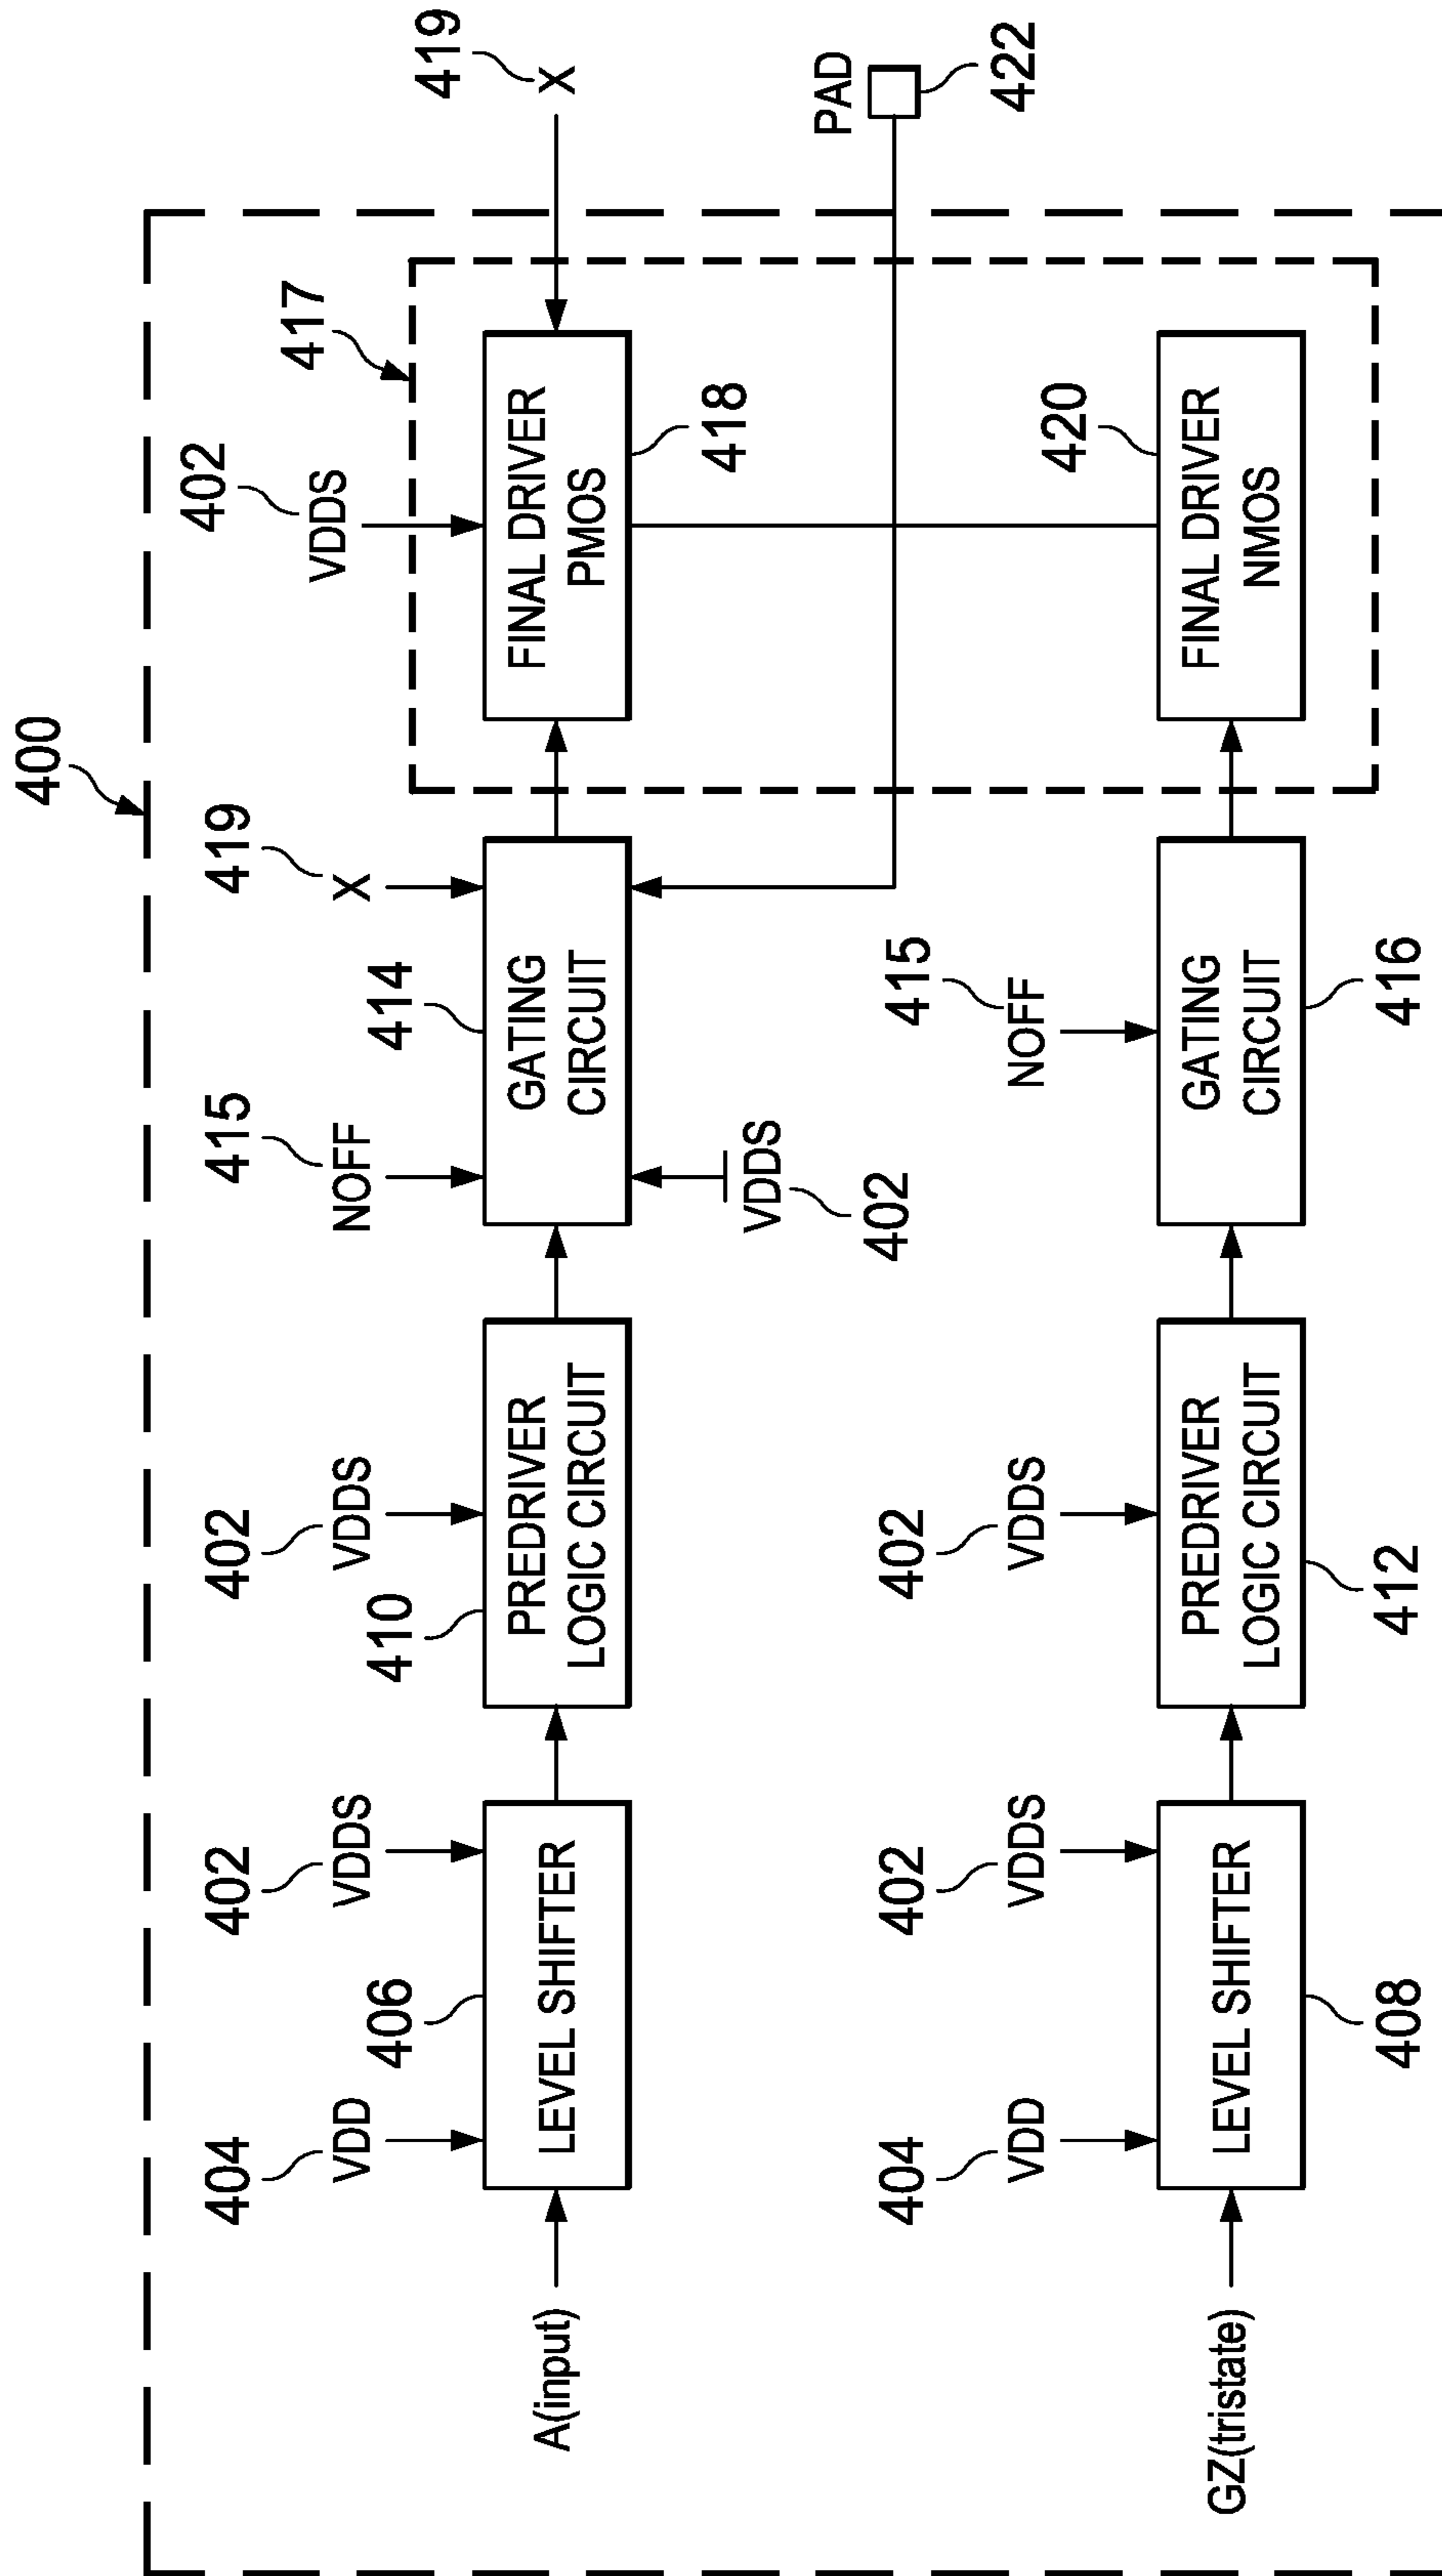 400
417
402
VDDS
419
X
404
VDD
402
VDDS
402
VDDS
415
NOFF
419
X
406
410
414
A(input)
LEVEL SHIFTER
PREDRIVER
LOGIC CIRCUIT
GATING
CIRCUIT
FINAL DRIVER
PMOS
418
VDDS
402
PAD
422
404
VDD
402
VDDS
402
VDDS
415
NOFF
420
GZ(tristate)
LEVEL SHIFTER
PREDRIVER
LOGIC CIRCUIT
GATING
CIRCUIT
FINAL DRIVER
NMOS
408
412
416